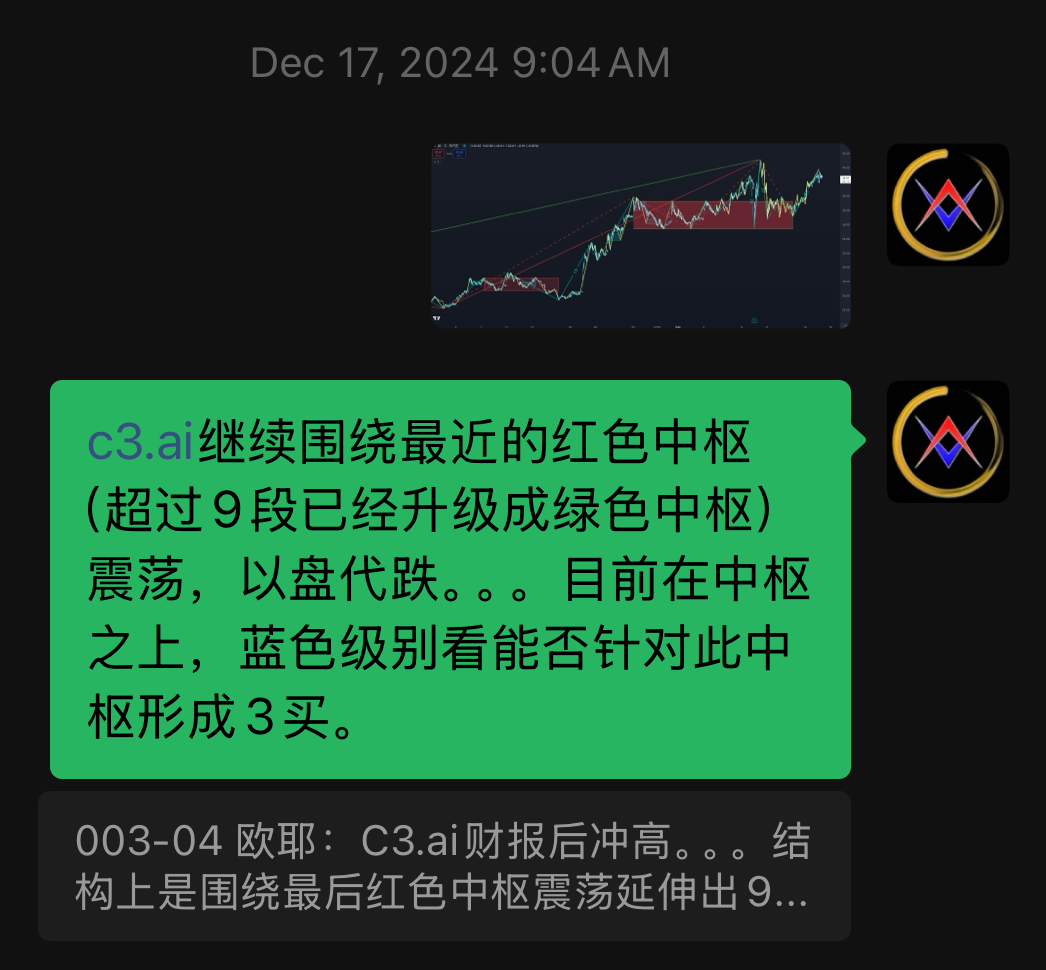 Dec 17, 2024 9:04 AM
c3.ai继续围绕最近的红色中枢
(超过9段已经升级成绿色中枢)
震荡，以盘代跌。。。目前在中枢
之上，蓝色级别看能否针对此中
枢形成3买。
003-04 欧耶：C3.ai财报后冲高。。。结
构上是围绕最后红色中枢震荡延伸出9...